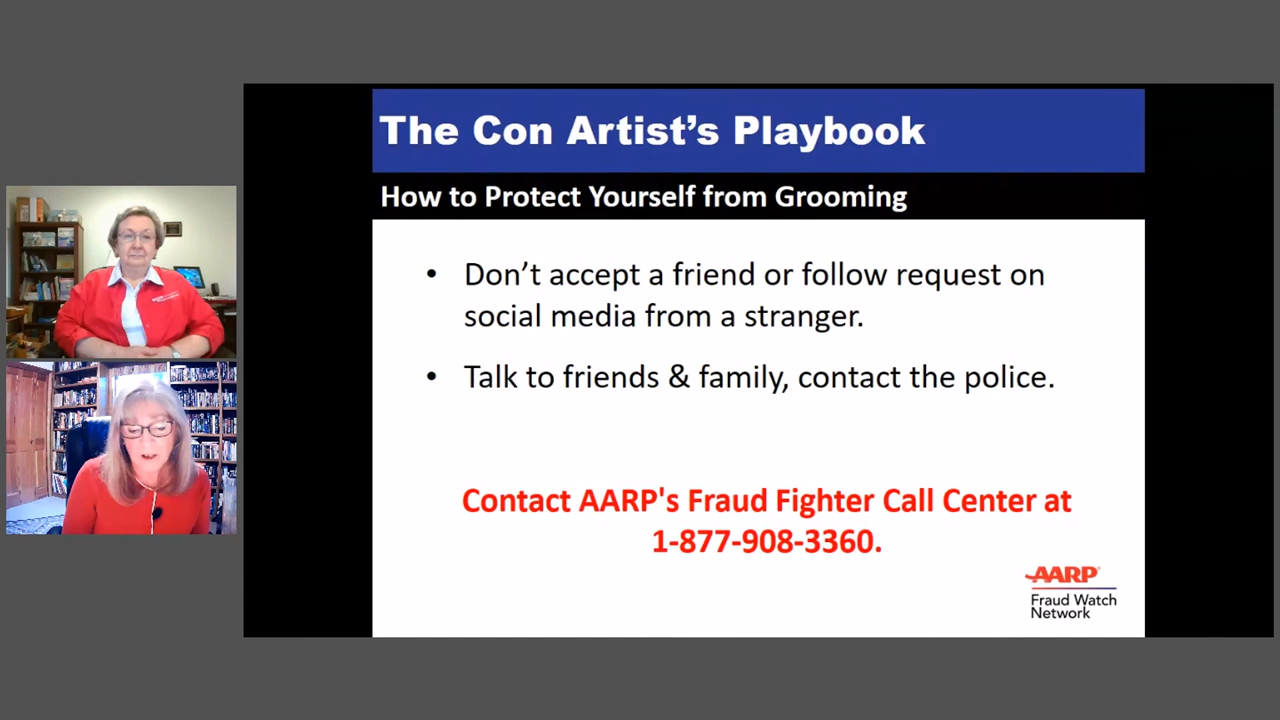 The Con Artist’s Playbook
How to Protect Yourself from Grooming
• Don’t accept a friend or follow request on
social media from a stranger.
• Talk to friends & family, contact the police.
Contact AARP's Fraud Fighter Call Center at
1-877-908-3360.
AARP®
Fraud Watch
Network